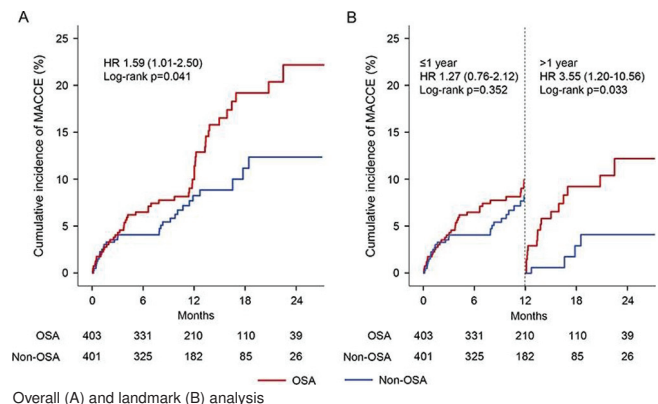 A
HR 1.59 (1.01-2.50)
Log-rank p=0.041
Cumulative incidence of MACCE (%)
25
20
15
10
5
0
0 6 12 18 24
Months
OSA 403 331 210 110 39
Non-OSA 401 325 182 85 26
B
≤1 year
HR 1.27 (0.76-2.12)
Log-rank p=0.352
>1 year
HR 3.55 (1.20-10.56)
Log-rank p=0.033
Cumulative incidence of MACCE (%)
25
20
15
10
5
0
0 6 12 18 24
Months
OSA 403 331 210 110 39
Non-OSA 401 325 182 85 26
OSA Non-OSA
Overall (A) and landmark (B) analysis